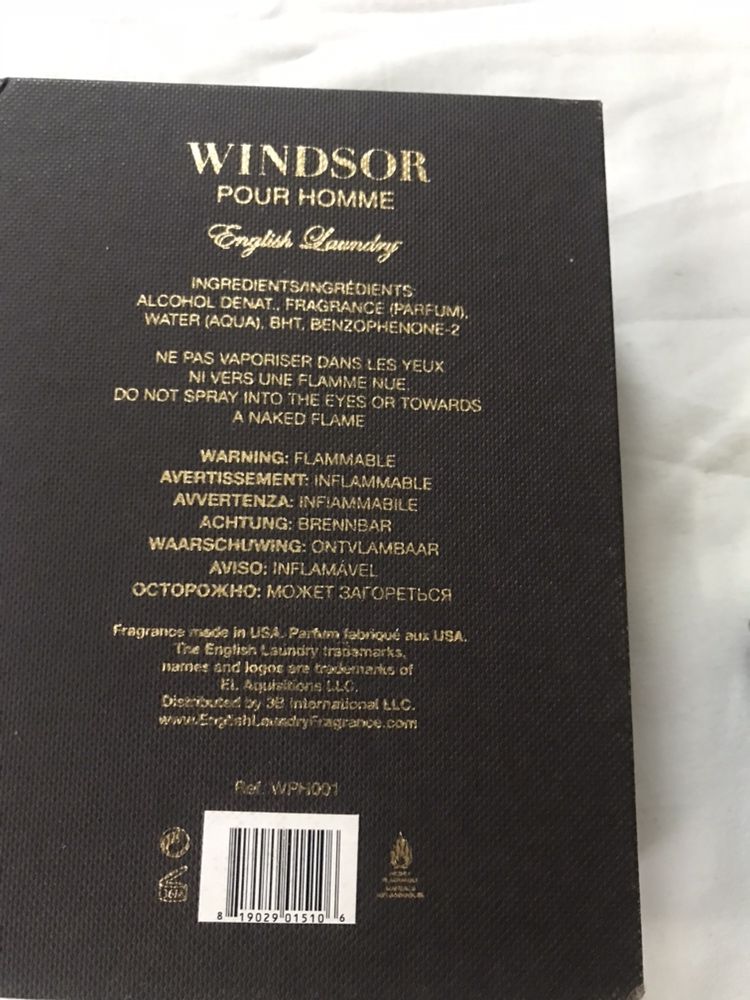 WINDSOR
POUR HOMME
English Laundry
INGREDIENTS/INGRÉDIENTS
ALCOHOL DENAT., FRAGRANCE (PARFUM),
WATER (AQUA), BHT, BENZOPHENONE-2
NE PAS VAPORISER DANS LES YEUX
NI VERS UNE FLAMME NUE.
DO NOT SPRAY INTO THE EYES OR TOWARDS
A NAKED FLAME
WARNING: FLAMMABLE
AVERTISSEMENT: INFLAMMABLE
AVVERTENZA: INFIAMMABILE
ACHTUNG: BRENNBAR
WAARSCHUWING: ONTVLAMBAAR
AVISO: INFLAMÁVEL
ОСТОРОЖНО: МОЖЕТ ЗАГОРЕТЬСЯ
Fragrance made in USA. Parfum fabriqué aux USA.
The English Laundry trademarks,
names and logos are trademarks of
EL Aquisitions LLC.
Distributed by 3B International LLC.
www.EnglishLaundryFragrance.com
Ref. WPH001
8 19029 01510 6